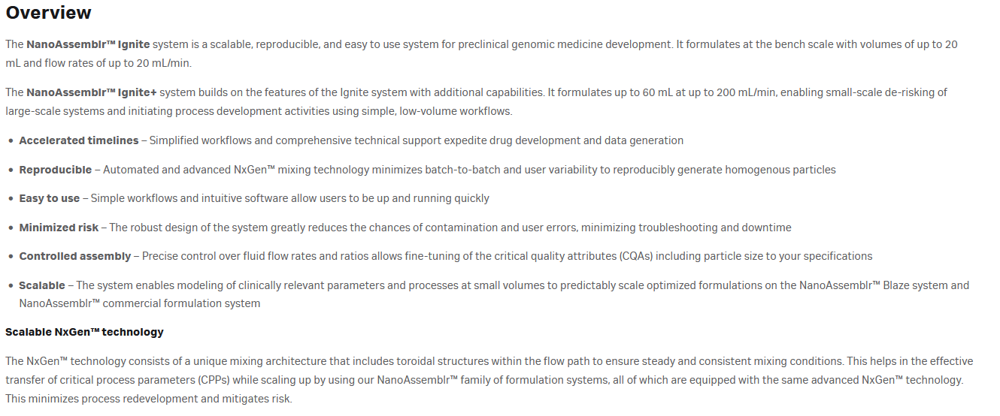 Overview
The NanoAssemblr™ Ignite system is a scalable, reproducible, and easy to use system for preclinical genomic medicine development. It formulates at the bench scale with volumes of up to 20
mL and flow rates of up to 20 mL/min.
The NanoAssemblr™ Ignite+ system builds on the features of the Ignite system with additional capabilities. It formulates up to 60 mL at up to 200 mL/min, enabling small-scale de-risking of
large-scale systems and initiating process development activities using simple, low-volume workflows.
• Accelerated timelines – Simplified workflows and comprehensive technical support expedite drug development and data generation
• Reproducible – Automated and advanced NxGen™ mixing technology minimizes batch-to-batch and user variability to reproducibly generate homogenous particles
• Easy to use – Simple workflows and intuitive software allow users to be up and running quickly
• Minimized risk – The robust design of the system greatly reduces the chances of contamination and user errors, minimizing troubleshooting and downtime
• Controlled assembly – Precise control over fluid flow rates and ratios allows fine-tuning of the critical quality attributes (CQAs) including particle size to your specifications
• Scalable – The system enables modeling of clinically relevant parameters and processes at small volumes to predictably scale optimized formulations on the NanoAssemblr™ Blaze system and
NanoAssemblr™ commercial formulation system
Scalable NxGen™ technology
The NxGen™ technology consists of a unique mixing architecture that includes toroidal structures within the flow path to ensure steady and consistent mixing conditions. This helps in the effective
transfer of critical process parameters (CPPs) while scaling up by using our NanoAssemblr™ family of formulation systems, all of which are equipped with the same advanced NxGen™ technology.
This minimizes process redevelopment and mitigates risk.